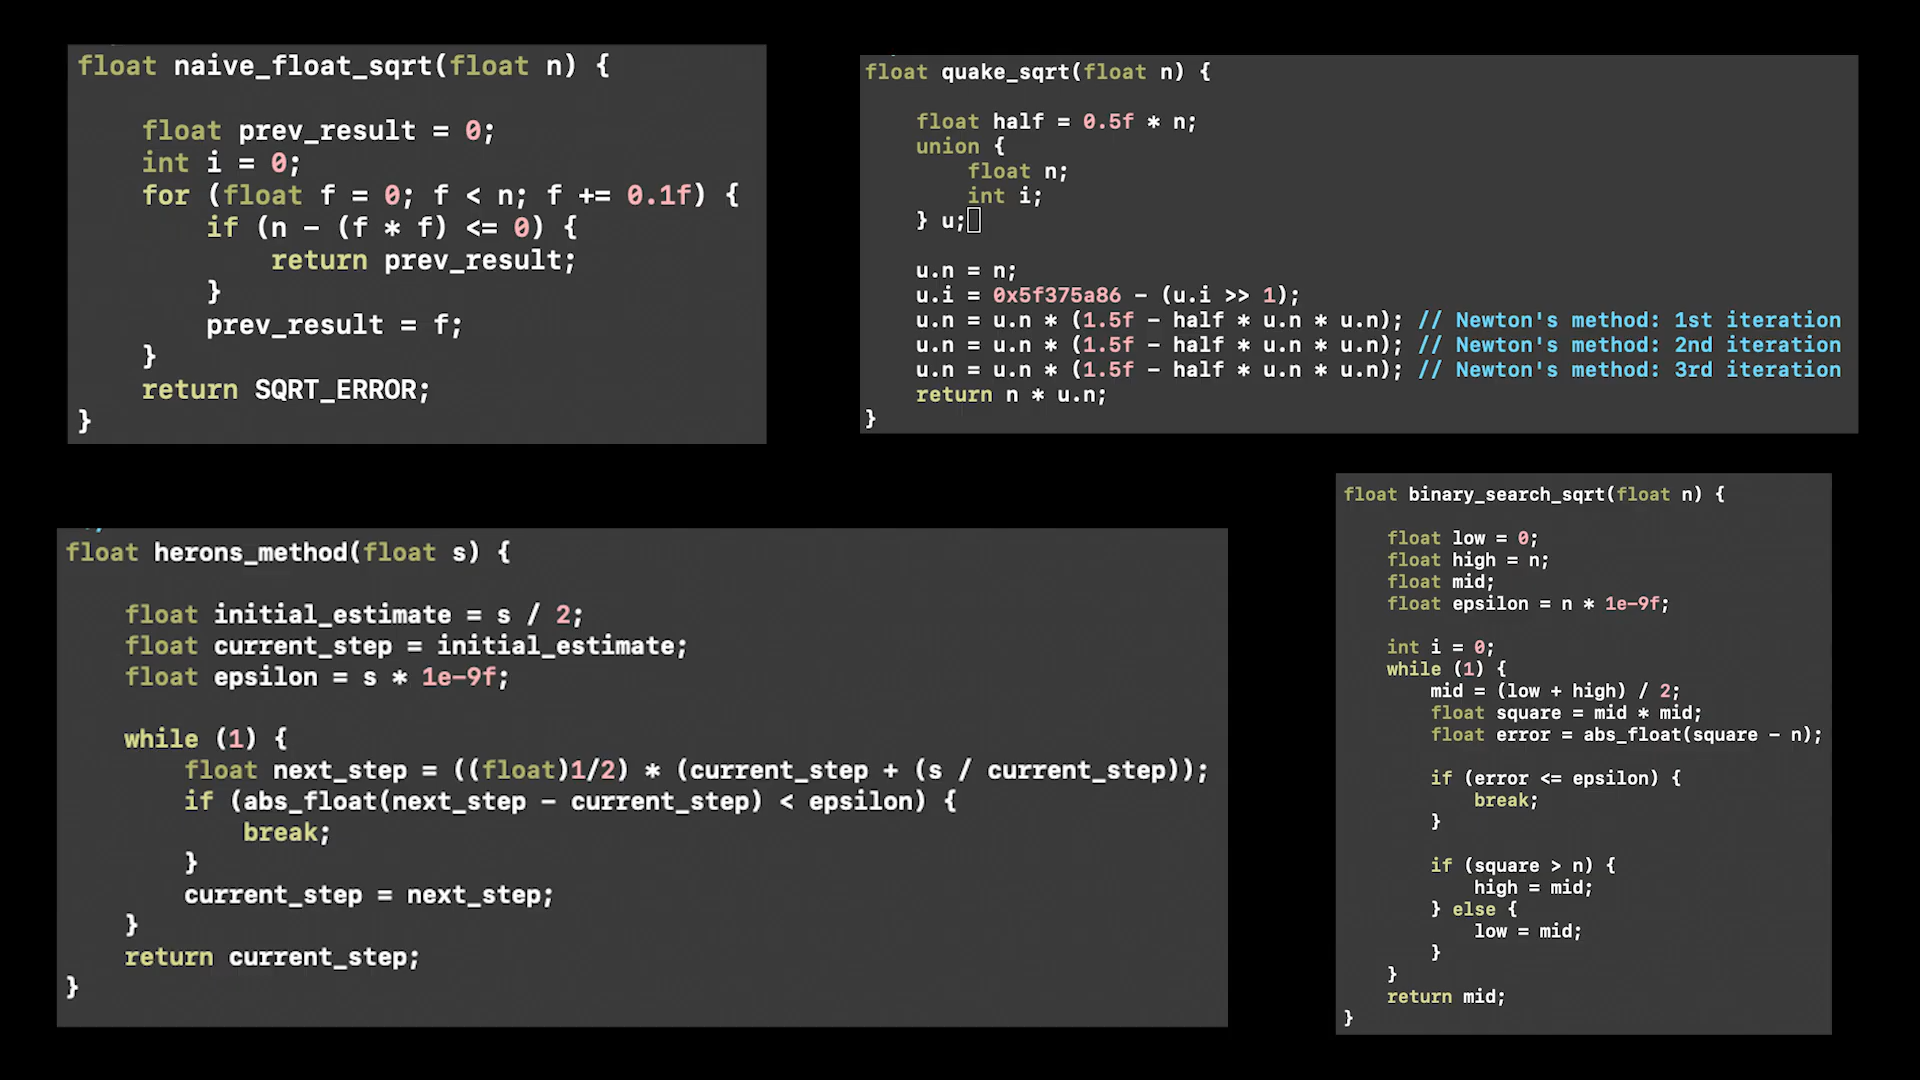 float naive_float_sqrt(float n) {
float prev_result = 0;
int i = 0;
for (float f = 0; f < n; f += 0.1f) {
if (n - (f * f) <= 0) {
return prev_result;
}
prev_result = f;
}
return SQRT_ERROR;
}
float quake_sqrt(float n) {
float half = 0.5f * n;
union {
float n;
int i;
} u;
u.n = n;
u.i = 0x5f375a86 - (u.i >> 1);
u.n = u.n * (1.5f - half * u.n * u.n); // Newton's method: 1st iteration
u.n = u.n * (1.5f - half * u.n * u.n); // Newton's method: 2nd iteration
u.n = u.n * (1.5f - half * u.n * u.n); // Newton's method: 3rd iteration
return n * u.n;
}
float herons_method(float s) {
float initial_estimate = s / 2;
float current_step = initial_estimate;
float epsilon = s * 1e-9f;
while (1) {
float next_step = ((float)1/2) * (current_step + (s / current_step));
if (abs_float(next_step - current_step) < epsilon) {
break;
}
current_step = next_step;
}
return current_step;
}
float binary_search_sqrt(float n) {
float low = 0;
float high = n;
float mid;
float epsilon = n * 1e-9f;
int i = 0;
while (1) {
mid = (low + high) / 2;
float square = mid * mid;
float error = abs_float(square - n);
if (error <= epsilon) {
break;
}
if (square > n) {
high = mid;
} else {
low = mid;
}
}
return mid;
}